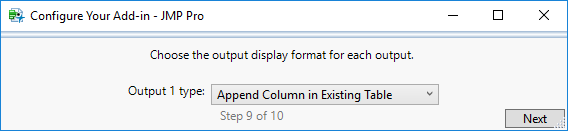 Configure Your Add-in - JMP Pro
Choose the output display format for each output.
Output 1 type: Append Column in Existing Table
Step 9 of 10
Next